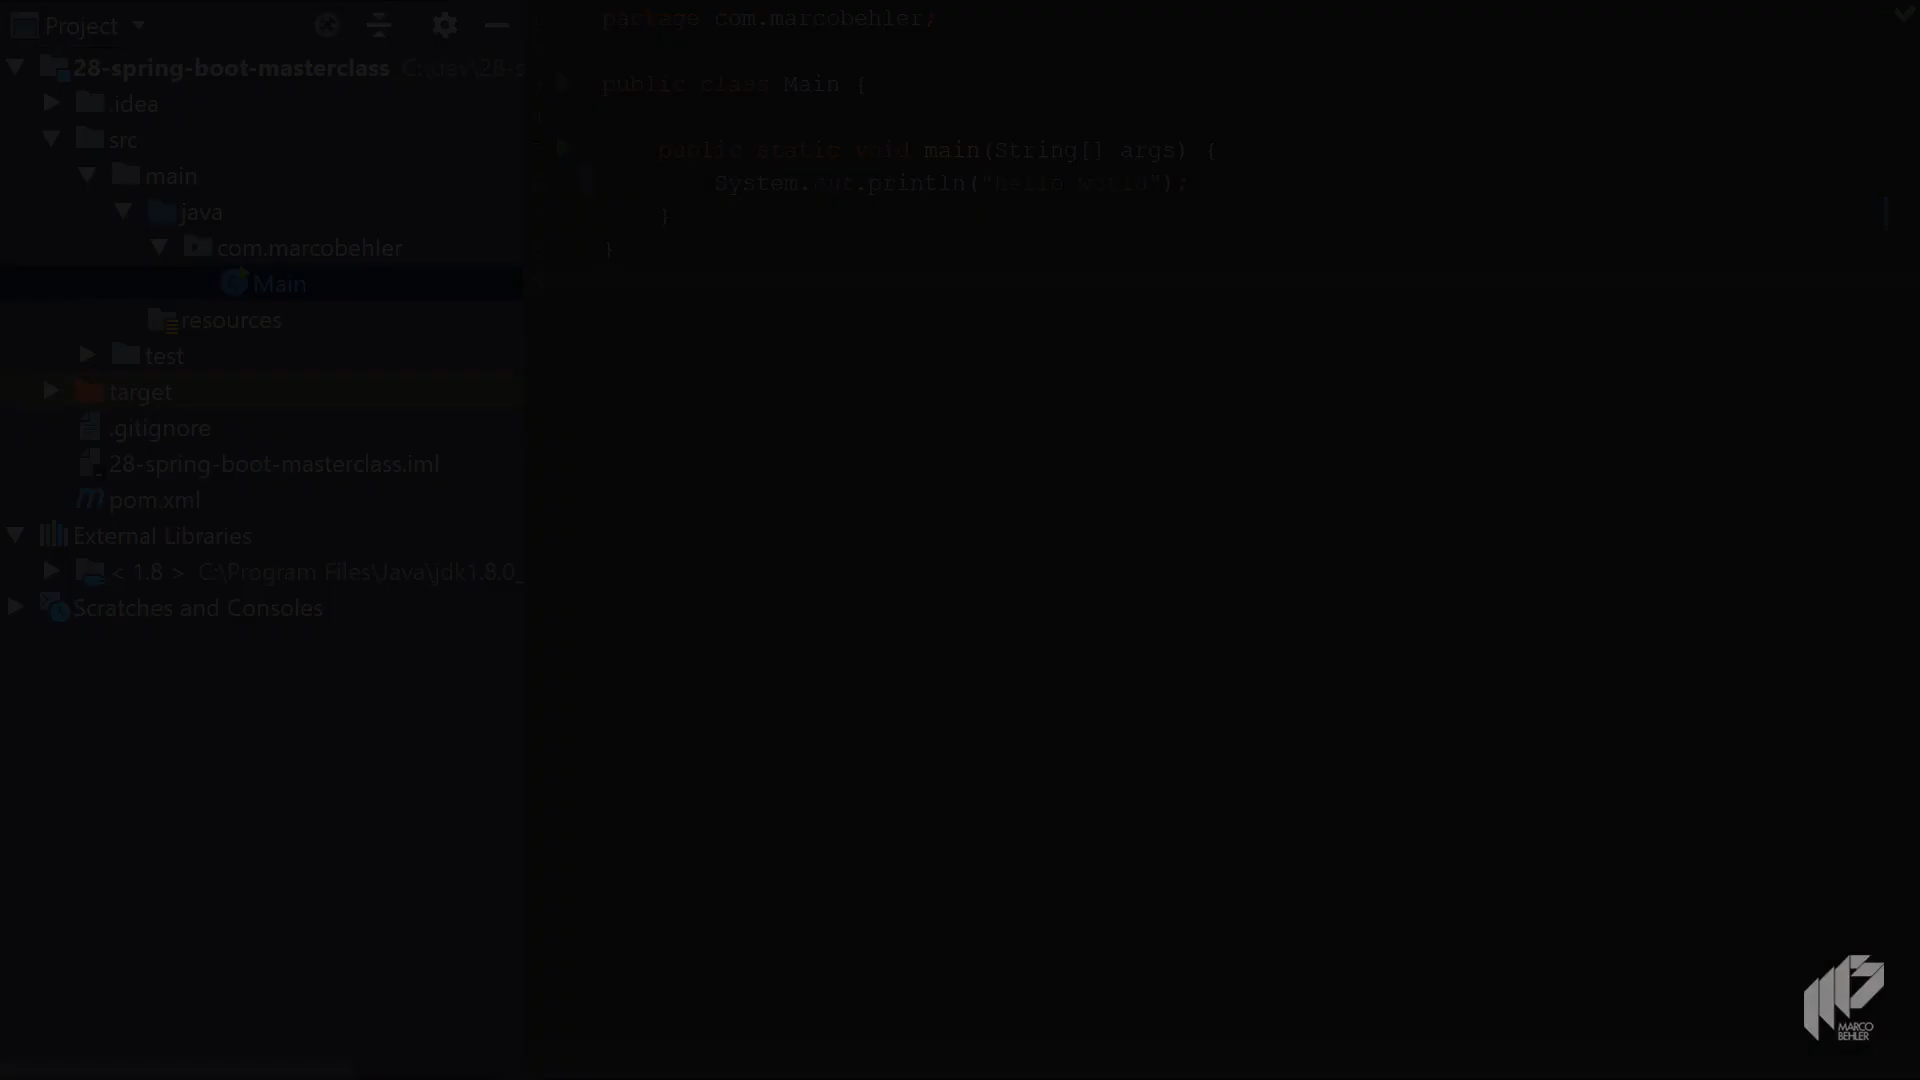 Project
28-spring-boot-masterclass C:\dev\28-s
.idea
src
main
java
com.marcobehler
Main
resources
test
target
.gitignore
28-spring-boot-masterclass.iml
pom.xml
External Libraries
< 1.8 > C:\Program Files\Java\jdk1.8.0_
Scratches and Consoles
package com.marcobehler;
public class Main {
public static void main(String[] args) {
System.out.println("Hello World");
}
}
MARCO
BEHLER